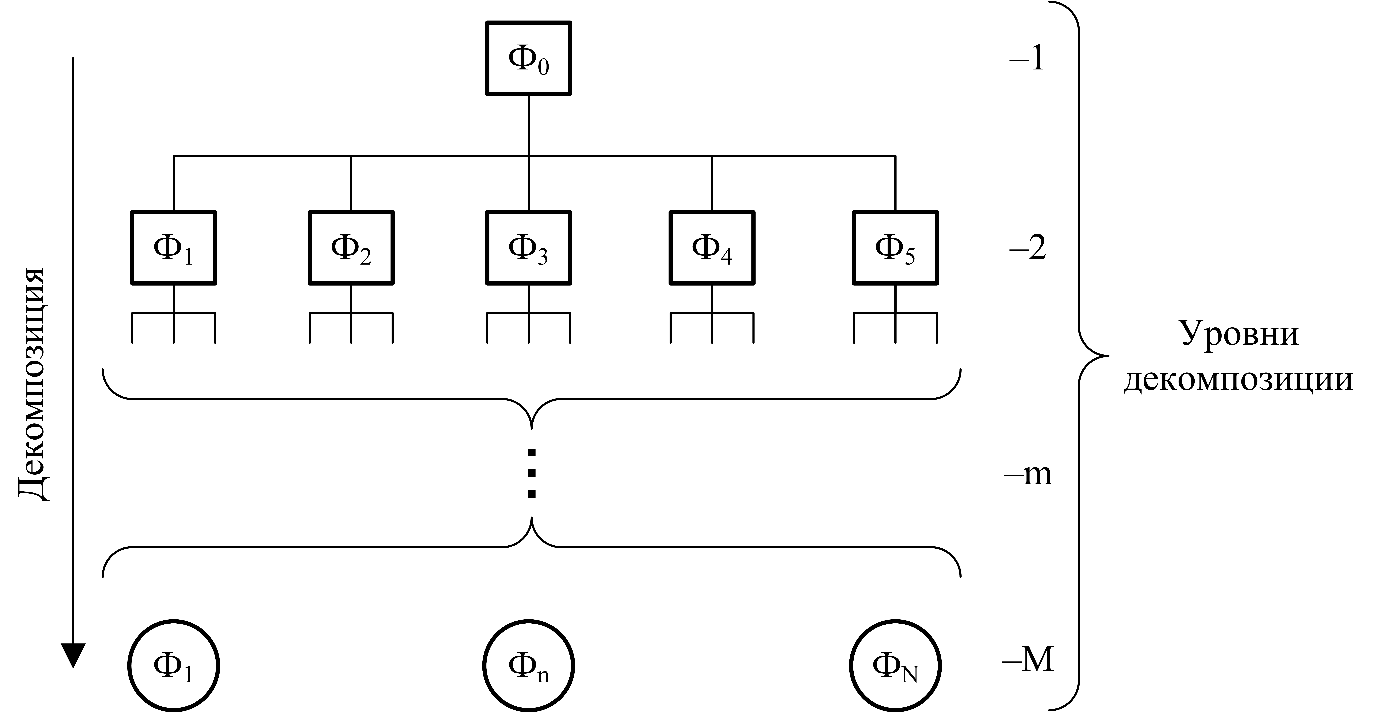 Φ0
–1
Φ1 Φ2 Φ3 Φ4 Φ5
–2
Декомпозиция
Уровни
декомпозиции
–m
Φ1 Φn ΦN
–M